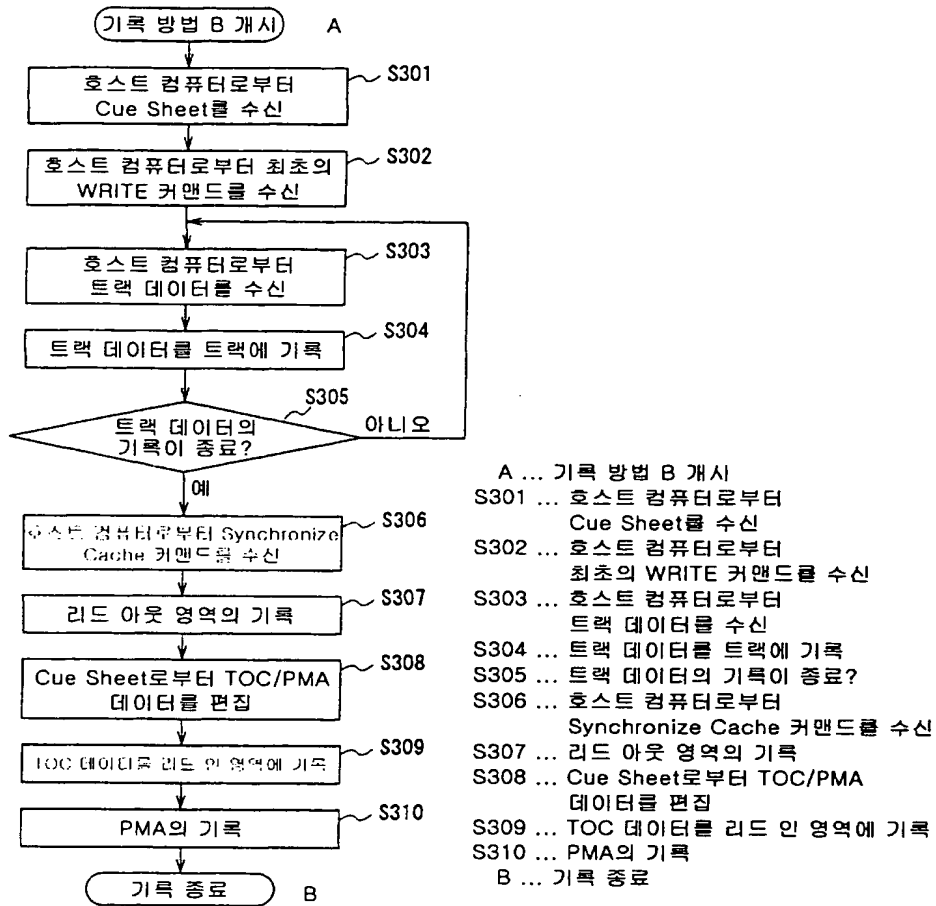 기록 방법 B 개시
A
S301
호스트 컴퓨터로부터
Cue Sheet를 수신
S302
호스트 컴퓨터로부터 최초의
WRITE 커맨드를 수신
S303
호스트 컴퓨터로부터
트랙 데이터를 수신
S304
트랙 데이터를 트랙에 기록
S305
트랙 데이터의
기록이 종료?
아니오
예
S306
호스트 컴퓨터로부터 Synchronize
Cache 커맨드를 수신
S307
리드 아웃 영역의 기록
S308
Cue Sheet로부터 TOC/PMA
데이터를 편집
S309
TOC 데이터를 리드 인 영역에 기록
S310
PMA의 기록
기록 종료
B
A ... 기록 방법 B 개시
S301 ... 호스트 컴퓨터로부터
Cue Sheet를 수신
S302 ... 호스트 컴퓨터로부터
최초의 WRITE 커맨드를 수신
S303 ... 호스트 컴퓨터로부터
트랙 데이터를 수신
S304 ... 트랙 데이터를 트랙에 기록
S305 ... 트랙 데이터의 기록이 종료?
S306 ... 호스트 컴퓨터로부터
Synchronize Cache 커맨드를 수신
S307 ... 리드 아웃 영역의 기록
S308 ... Cue Sheet로부터 TOC/PMA
데이터를 편집
S309 ... TOC 데이터를 리드 인 영역에 기록
S310 ... PMA의 기록
B ... 기록 종료